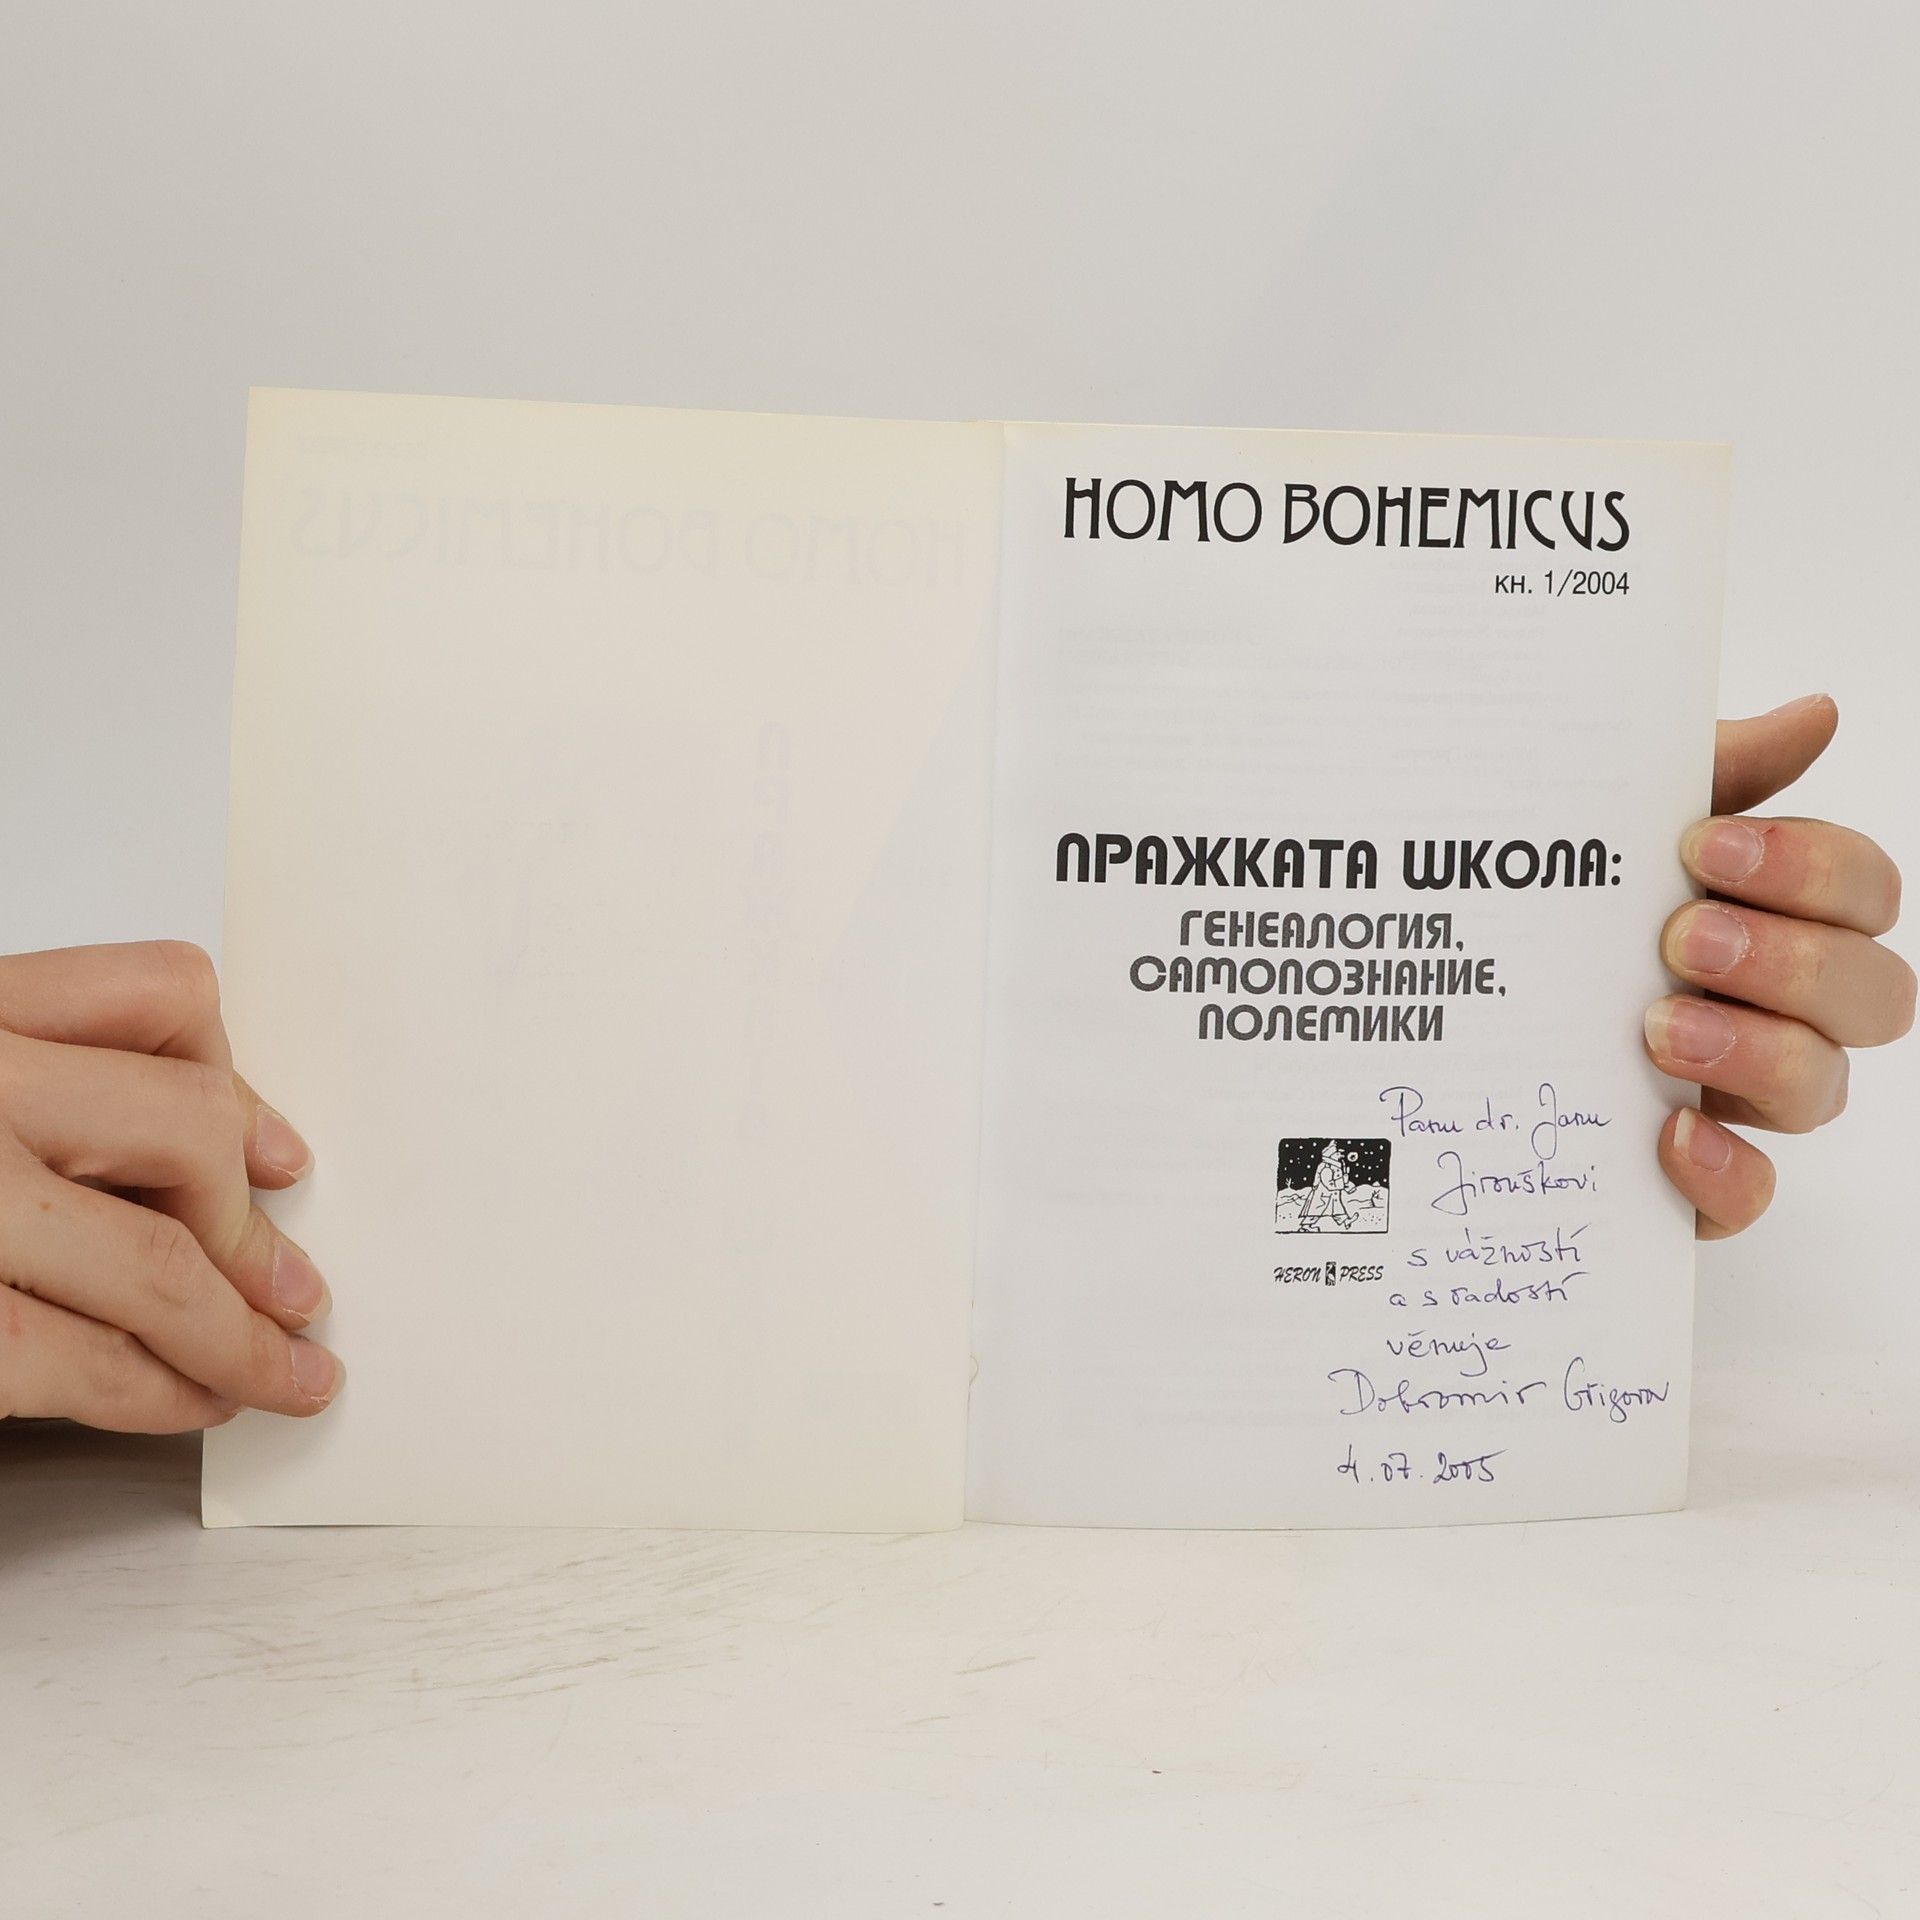 HOMO BOHEMICUS
кн. 1/2004
ПРАЖКАТА ШКОЛА:
ГЕНЕАЛОГИЯ,
САМОПОЗНАНИЕ,
ПОЛЕМИКИ
Panu dr. Janu
Jirouškovi
s vážností
a s radostí
věnuje
Dobromir Grigorov
4.07.2005
HERON PRESS